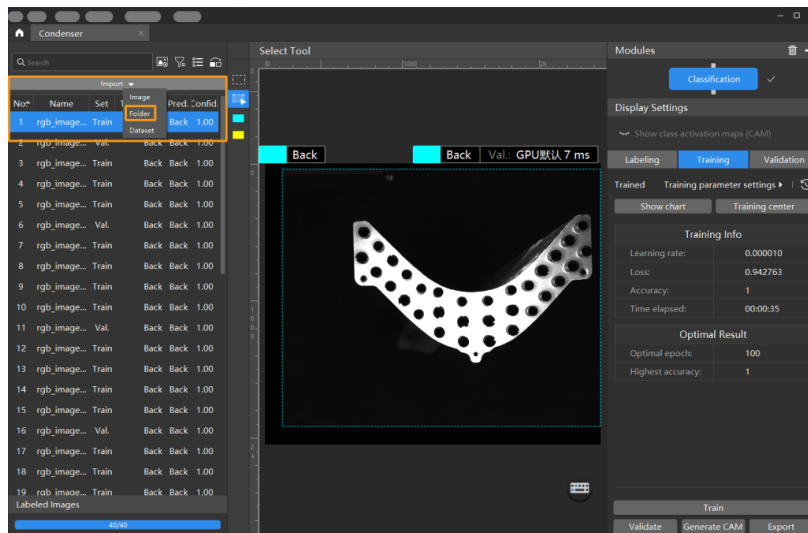 Condenser
Search
Import
Image
Folder
Dataset
No. Name Set Pred. Confid.
1 rgb_image... Train Back 1.00
2 rgb_image... Val. Back Back 1.00
3 rgb_image... Train Back Back 1.00
4 rgb_image... Train Back Back 1.00
5 rgb_image... Train Back Back 1.00
6 rgb_image... Val. Back Back 1.00
7 rgb_image... Train Back Back 1.00
8 rgb_image... Train Back Back 1.00
9 rgb_image... Train Back Back 1.00
10 rgb_image... Train Back Back 1.00
11 rgb_image... Val. Back Back 1.00
12 rgb_image... Train Back Back 1.00
13 rgb_image... Train Back Back 1.00
14 rgb_image... Train Back Back 1.00
15 rgb_image... Train Back Back 1.00
16 rgb_image... Val. Back Back 1.00
17 rgb_image... Train Back Back 1.00
18 rgb_image... Train Back Back 1.00
19 rgb_image... Train Back Back 1.00
Labeled Images
40/40
Select Tool
0 1000 2k
Back
Back Val.: GPU默认 7 ms
Modules
Classification
Display Settings
Show class activation maps (CAM)
Labeling Training Validation
Trained Training parameter settings
Show chart Training center
Training Info
Learning rate: 0.000010
Loss: 0.942763
Accuracy: 1
Time elapsed: 00:00:35
Optimal Result
Optimal epoch: 100
Highest accuracy: 1
Train
Validate Generate CAM Export